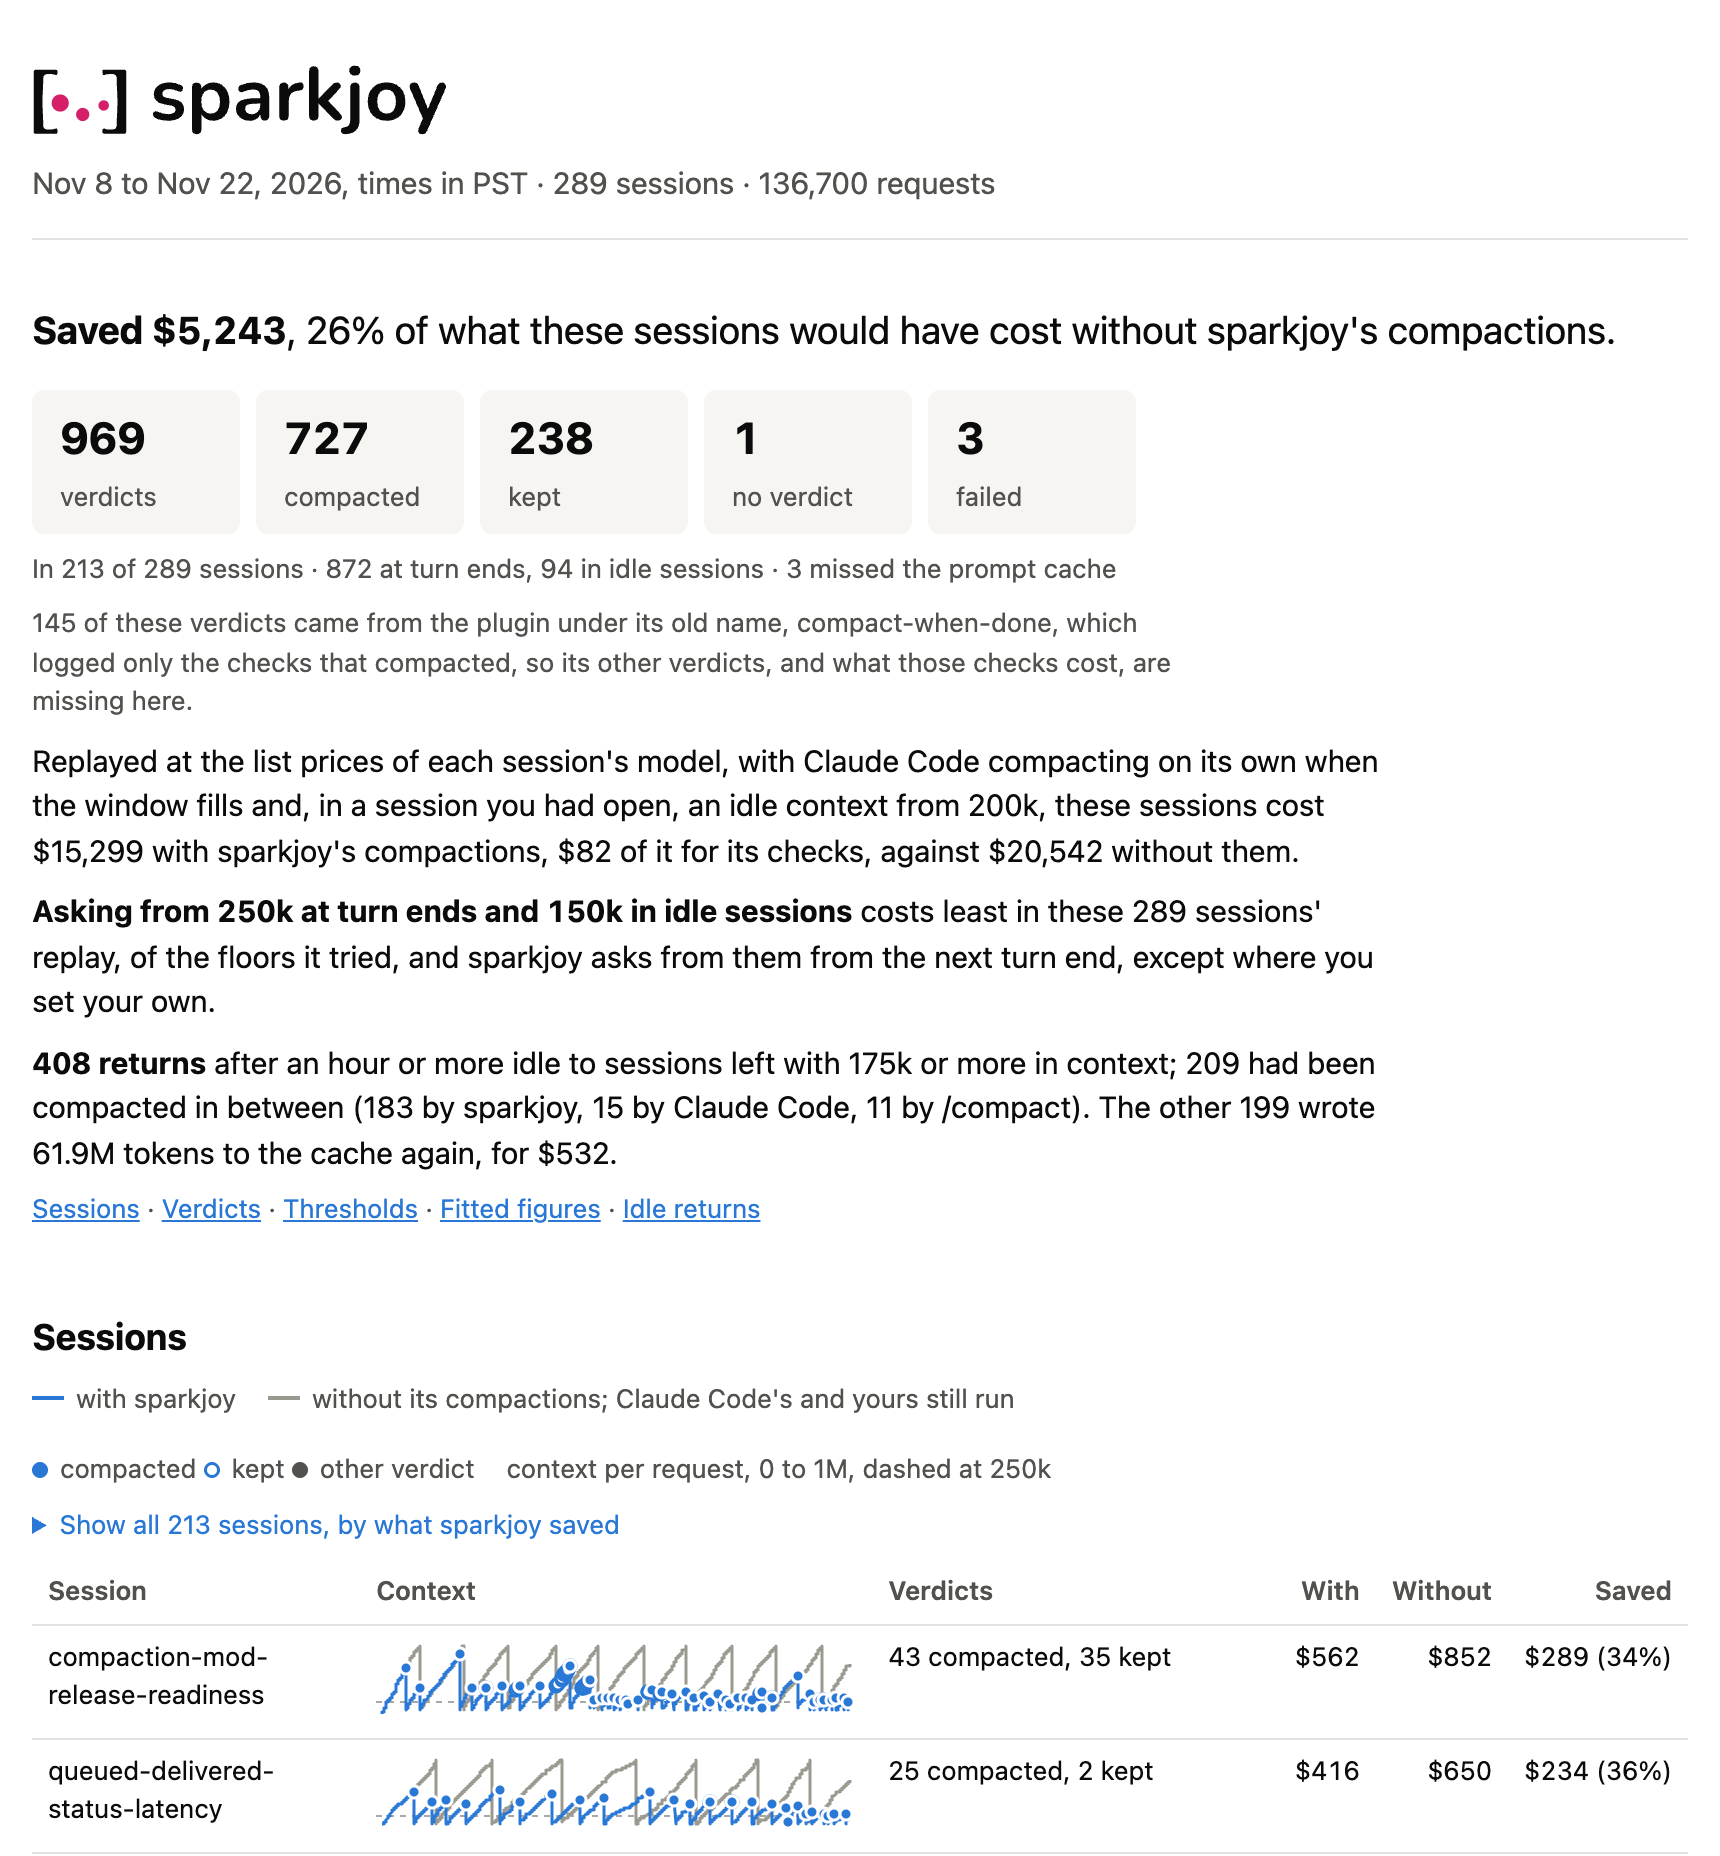 [..] sparkjoy
Nov 8 to Nov 22, 2026, times in PST · 289 sessions · 136,700 requests
Saved $5,243, 26% of what these sessions would have cost without sparkjoy's compactions.
969
verdicts
727
compacted
238
kept
1
no verdict
3
failed
In 213 of 289 sessions · 872 at turn ends, 94 in idle sessions · 3 missed the prompt cache
145 of these verdicts came from the plugin under its old name, compact-when-done, which
logged only the checks that compacted, so its other verdicts, and what those checks cost, are
missing here.
Replayed at the list prices of each session's model, with Claude Code compacting on its own when
the window fills and, in a session you had open, an idle context from 200k, these sessions cost
$15,299 with sparkjoy's compactions, $82 of it for its checks, against $20,542 without them.
Asking from 250k at turn ends and 150k in idle sessions costs least in these 289 sessions'
replay, of the floors it tried, and sparkjoy asks from them from the next turn end, except where you
set your own.
408 returns after an hour or more idle to sessions left with 175k or more in context; 209 had been
compacted in between (183 by sparkjoy, 15 by Claude Code, 11 by /compact). The other 199 wrote
61.9M tokens to the cache again, for $532.
Sessions · Verdicts · Thresholds · Fitted figures · Idle returns
Sessions
with sparkjoy without its compactions; Claude Code's and yours still run
compacted kept other verdict context per request, 0 to 1M, dashed at 250k
Show all 213 sessions, by what sparkjoy saved
Session Context Verdicts With Without Saved
compaction-mod-
release-readiness
43 compacted, 35 kept $562 $852 $289 (34%)
queued-delivered-
status-latency
25 compacted, 2 kept $416 $650 $234 (36%)